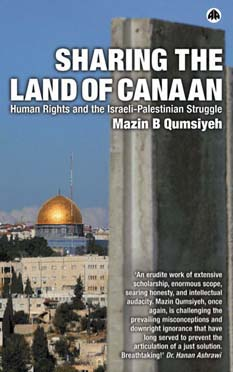 SHARING THE
LAND OF CANAAN
Human Rights and the Israeli-Palestinian Struggle
Mazin B Qumsiyeh
'An erudite work of extensive
scholarship, enormous scope,
searing honesty, and intellectual
audacity. Mazin Qumsiyeh, once
again, is challenging the
prevailing misconceptions and
downright ignorance that have
long served to prevent the
articulation of a just solution.
Breathtaking!' Dr. Hanan Ashrawi